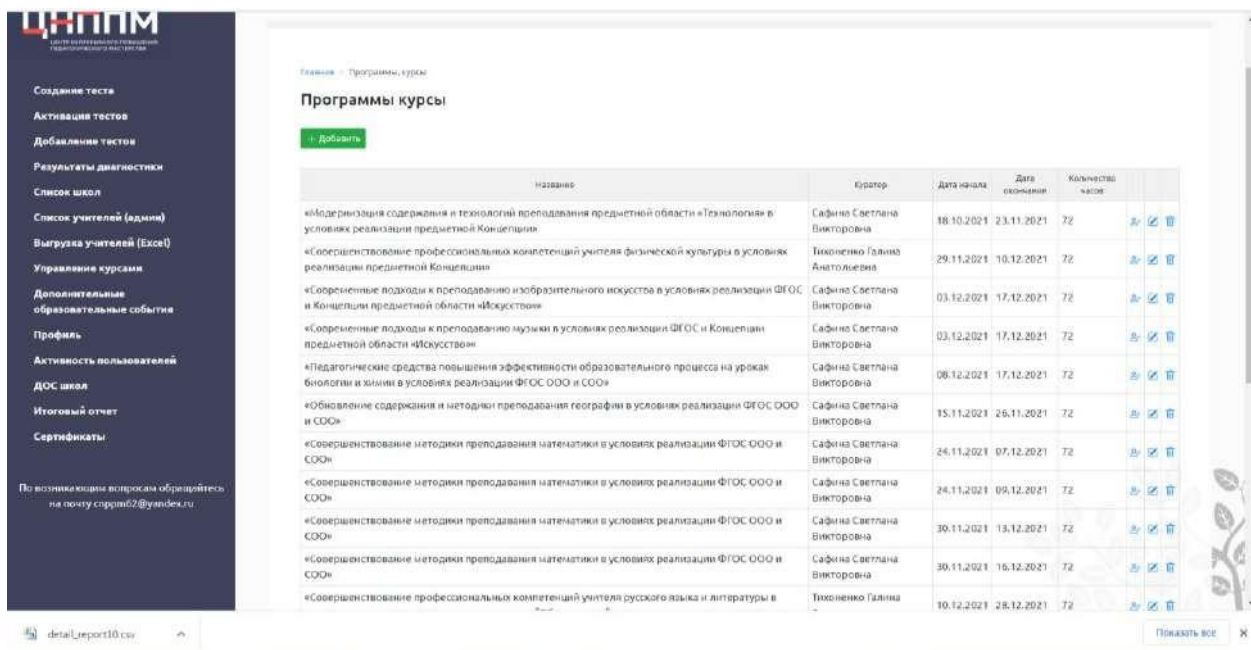 ЦНППМ
ЦЕНТР НЕПРЕРЫВНОГО ПОВЫШЕНИЯ
ПЕДАГОГИЧЕСКОГО МАСТЕРСТВА
Создание теста
Активация тестов
Добавление тестов
Результаты диагностики
Список школ
Список учителей (админ)
Выгрузка учителей (Excel)
Управление курсами
Дополнительные
образовательные события
Профиль
Активность пользователей
ДОС школ
Итоговый отчет
Сертификаты
По возникающим вопросам обращайтесь
на почту cnppm62@yandex.ru
Главная Программы, курсы
Программы курсы
+ Добавить
Название Куратор Дата начала Дата окончания Количество часов
«Модернизация содержания и технологий преподавания предметной области «Технология» в Сафина Светлана
условиях реализации предметной Концепции» Викторовна 18.10.2021 23.11.2021 72
«Совершенствование профессиональных компетенций учителя физической культуры в условиях Тихоненко Галина
реализации предметной Концепции» Анатольевна 29.11.2021 10.12.2021 72
«Современные подходы к преподаванию изобразительного искусства в условиях реализации ФГОС Сафина Светлана
и Концепции предметной области «Искусство»» Викторовна 03.12.2021 17.12.2021 72
«Современные подходы к преподаванию музыки в условиях реализации ФГОС и Концепции Сафина Светлана
предметной области «Искусство»» Викторовна 03.12.2021 17.12.2021 72
«Педагогические средства повышения эффективности образовательного процесса на уроках Сафина Светлана
биологии и химии в условиях реализации ФГОС ООО и СОО» Викторовна 08.12.2021 17.12.2021 72
«Обновление содержания и методики преподавания географии в условиях реализации ФГОС ООО Сафина Светлана
и СОО» Викторовна 15.11.2021 26.11.2021 72
«Совершенствование методики преподавания математики в условиях реализации ФГОС ООО и Сафина Светлана
СОО» Викторовна 24.11.2021 07.12.2021 72
«Совершенствование методики преподавания математики в условиях реализации ФГОС ООО и Сафина Светлана
СОО» Викторовна 24.11.2021 09.12.2021 72
«Совершенствование методики преподавания математики в условиях реализации ФГОС ООО и Сафина Светлана
СОО» Викторовна 30.11.2021 13.12.2021 72
«Совершенствование методики преподавания математики в условиях реализации ФГОС ООО и Сафина Светлана
СОО» Викторовна 30.11.2021 16.12.2021 72
«Совершенствование профессиональных компетенций учителя русского языка и литературы в Тихоненко Галина
10.12.2021 28.12.2021 72
detail_report10.csv
Показать все